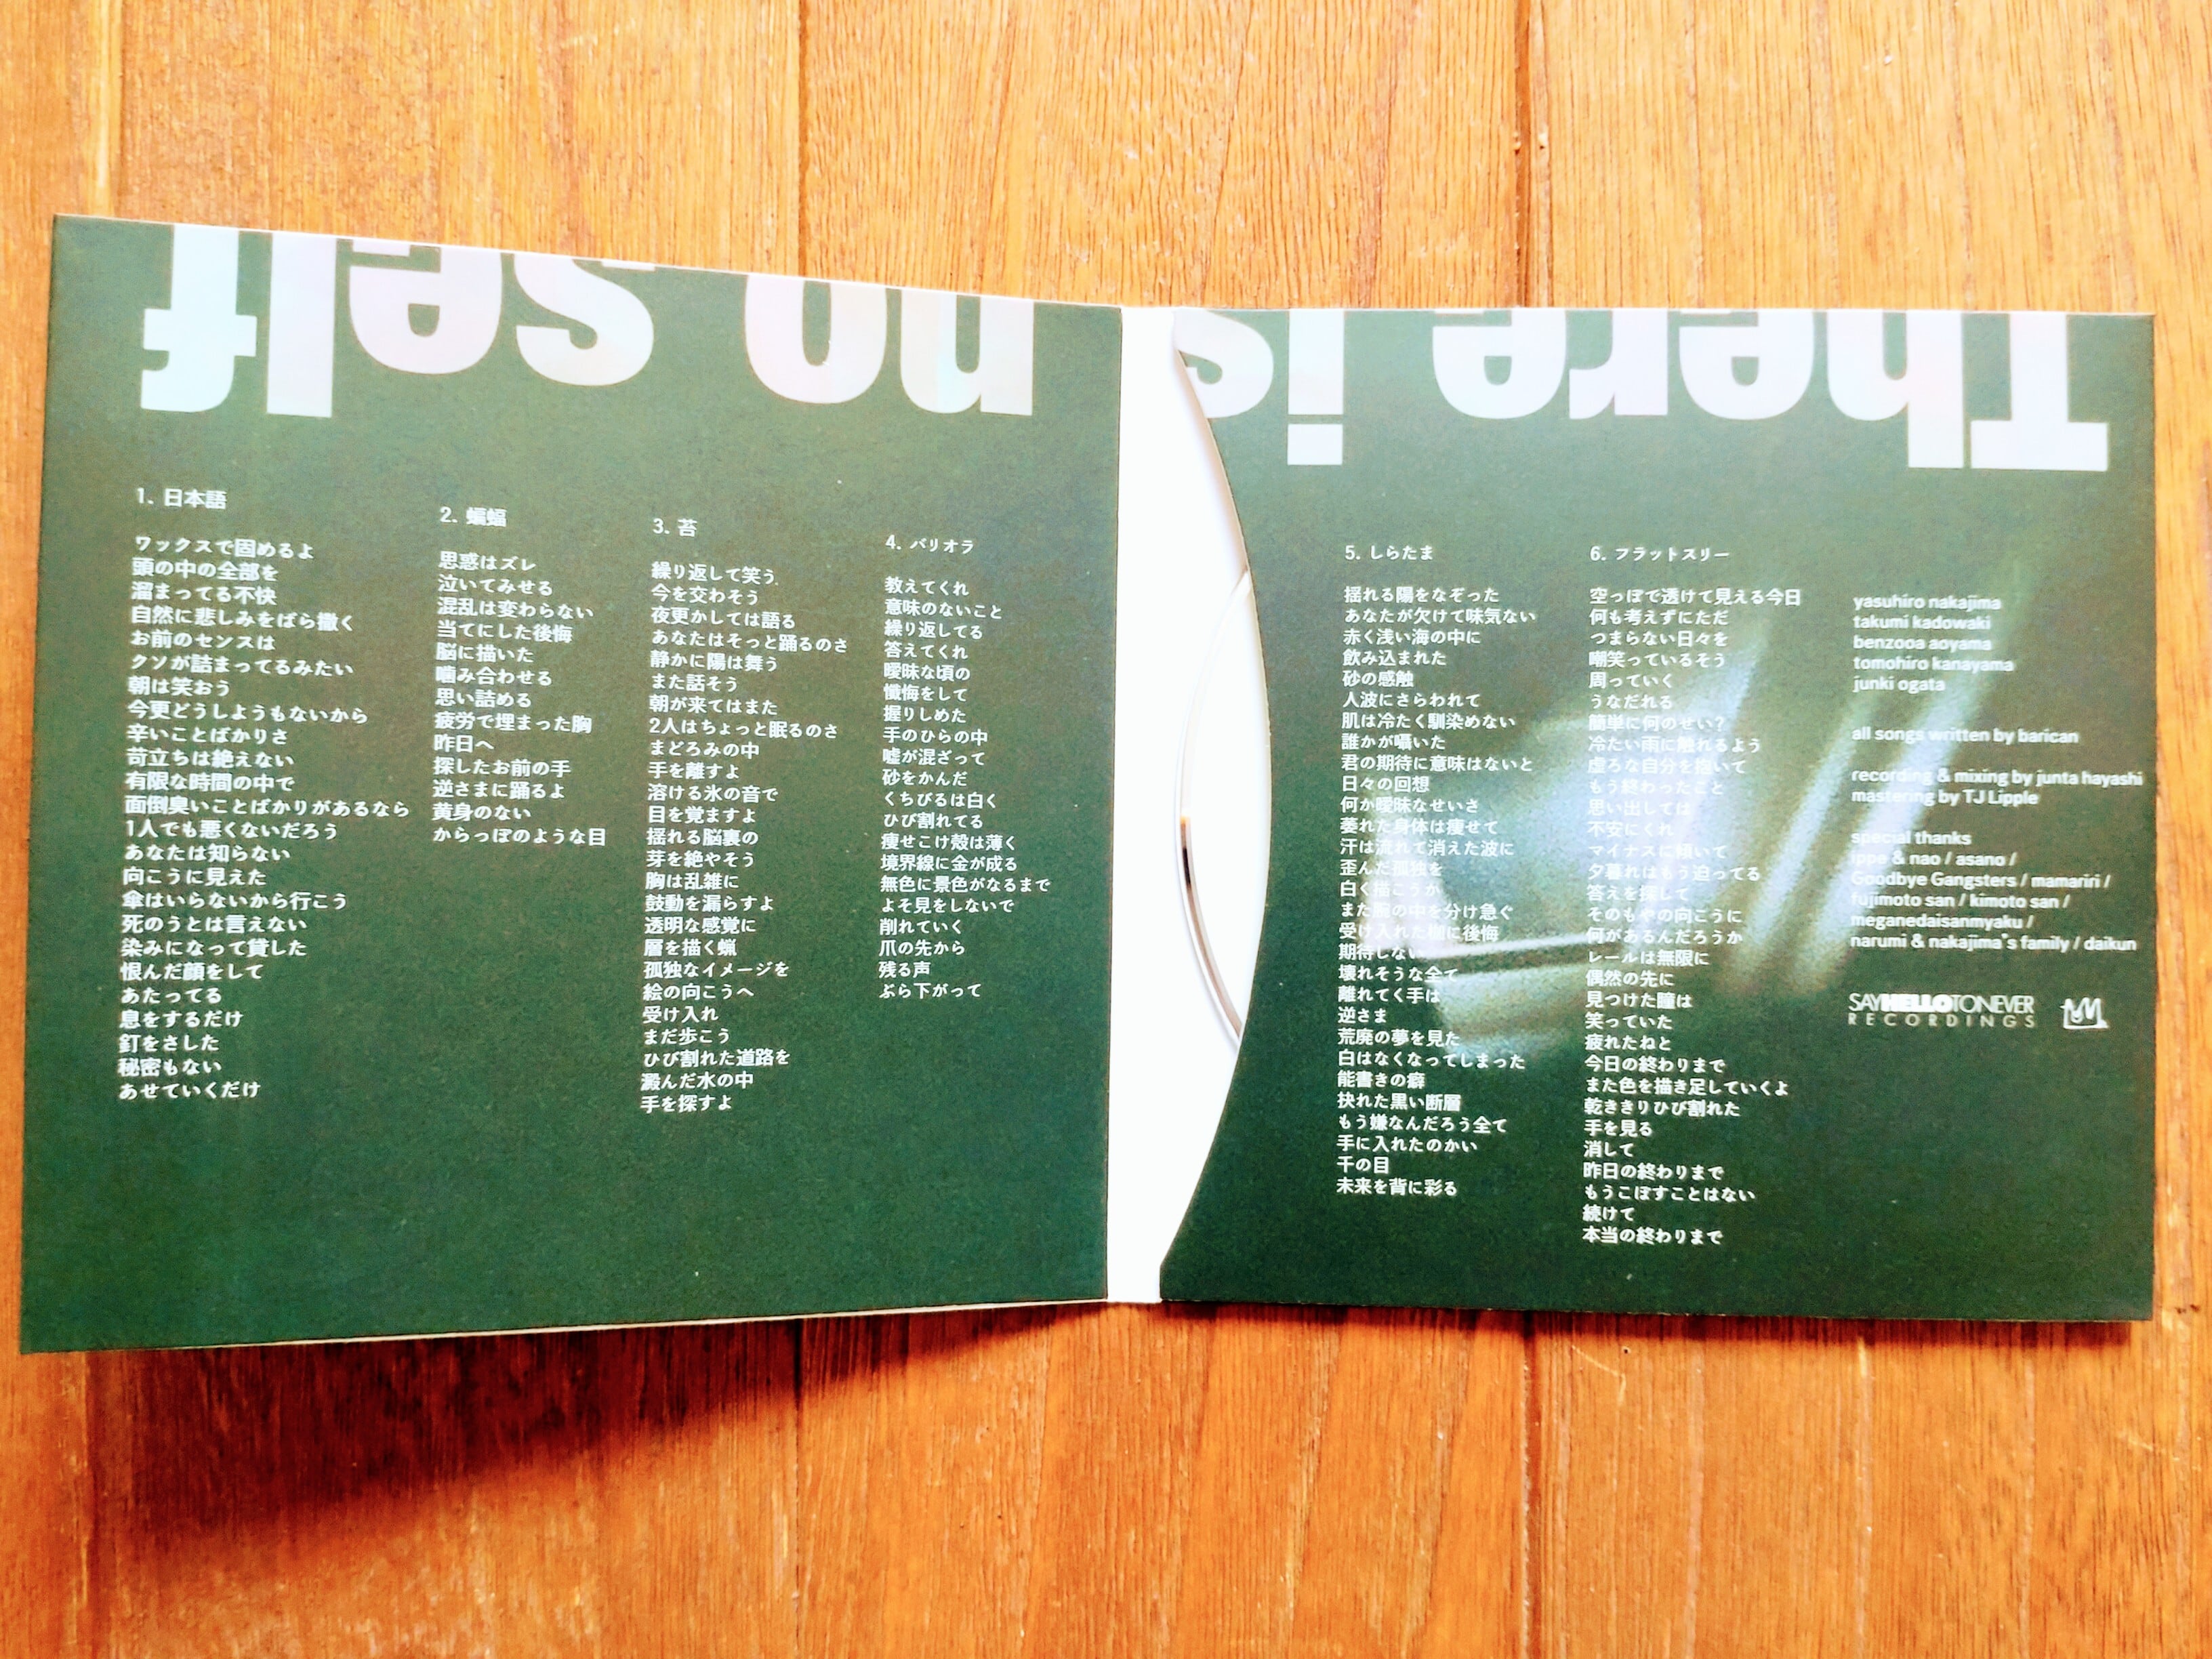 There is no self
1. 日本語
ワックスで固めるよ
頭の中の全部を
溜まってる不快
自然に悲しみをばら撒く
お前のセンスは
クソが詰まってるみたい
朝は笑おう
今更どうしようもないから
辛いことばかりさ
苛立ちは絶えない
有限な時間の中で
面倒臭いことばかりがあるなら
1人でも悪くないだろう
あなたは知らない
向こうに見えた
傘はいらないから行こう
死のうとは言えない
染みになって貸した
恨んだ顔をして
あたってる
息をするだけ
釘をさした
秘密もない
あせていくだけ
2. 蝙蝠
思惑はズレ
泣いてみせる
混乱は変わらない
当てにした後悔
脳に描いた
噛み合わせる
思い詰める
疲労で埋まった胸
昨日へ
探したお前の手
逆さまに踊るよ
黄身のない
からっぽのような日
3. 苔
繰り返して笑う
今を交わそう
夜更かしては語る
あなたはそっと踊るのさ
静かに陽は舞う
また話そう
朝が来てはまた
2人はちょっと眠るのさ
まどろみの中
手を離すよ
溶ける氷の音で
目を覚ますよ
揺れる脳裏の
芽を絶やそう
胸は乱雑に
鼓動を漏らすよ
透明な感覚に
層を描く蝋
孤独なイメージを
絵の向こうへ
受け入れ
まだ歩こう
ひび割れた道路を
澱んだ水の中
手を探すよ
4. バリオラ
教えてくれ
意味のないこと
繰り返してる
答えてくれ
曖昧な頃の
懺悔をして
握りしめた
手のひらの中
嘘が混ざって
砂をかんだ
くちびるは白く
ひび割れてる
痩せこけ殻は薄く
境界線に金が成る
無色に景色がなるまで
よそ見をしないで
削れていく
爪の先から
残る声
ぶら下がって
5. しらたま
揺れる陽をなぞった
あなたが欠けて味気ない
赤く浅い海の中に
飲み込まれた
砂の感触
人波にさらわれて
肌は冷たく馴染めない
誰かが囁いた
君の期待に意味はないと
日々の回想
何か曖昧なせいさ
萎れた身体は痩せて
汗は流れて消えた波に
歪んだ孤独を
白く描こうか
また腕の中を分け急ぐ
受け入れた 後悔
期待しない
壊れそうな全て
離れてく手は
逆さま
荒廃の夢を見た
白はなくなってしまった
能書きの癖
抉れた黒い断層
もう嫌なんだろう全て
手に入れたのかい
千の目
未来を背に彩る
6. フラットスリー
空っぽで透けて見える今日
何も考えずにただ
つまらない日々を
嘲笑っているそう
周っていく
うなだれる
簡単に何のせい?
冷たい雨に触れるよう
虚ろな自分を抱いて
もう終わったこと
思い出しては
不安にくれ
マイナスに傾いて
夕暮れはもう迫ってる
答えを探して
そのもやの向こうに
何があるんだろうか
レールは無限に
偶然の先に
見つけた瞳は
笑っていた
疲れたねと
今日の終わりまで
また色を描き足していくよ
乾ききりひび割れた
手を見る
消して
昨日の終わりまで
もうこぼすことはない
続けて
本当の終わりまで
yasuhiro nakajima
takumi kadowaki
benzooa aoyama
tomohiro kanayama
junki ogata
all songs written by barican
recording & mixing by junta hayashi
mastering by TJ Lipple
special thanks
ippe & nao / asano /
Goodbye Gangsters / mamariri /
fujimoto san / kimoto san /
meganedaisanmyaku /
narumi & nakajima's family / daikun
SAYHELLOTONEVER
RECORDINGS